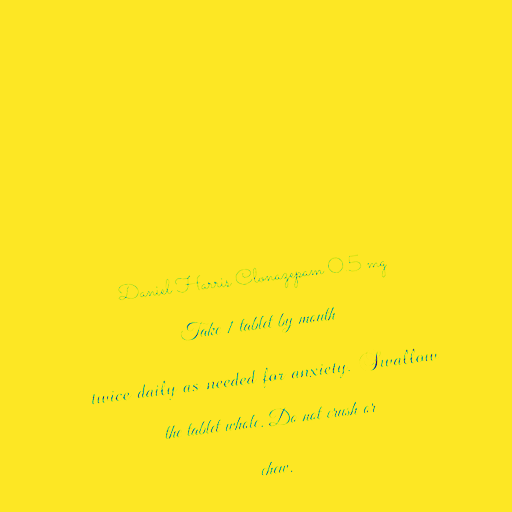 Daniel Harris Clonazepam 0.5 mg
Take 1 tablet by mouth
twice daily as needed for anxiety. Swallow
the tablet whole. Do not crush or
chew.